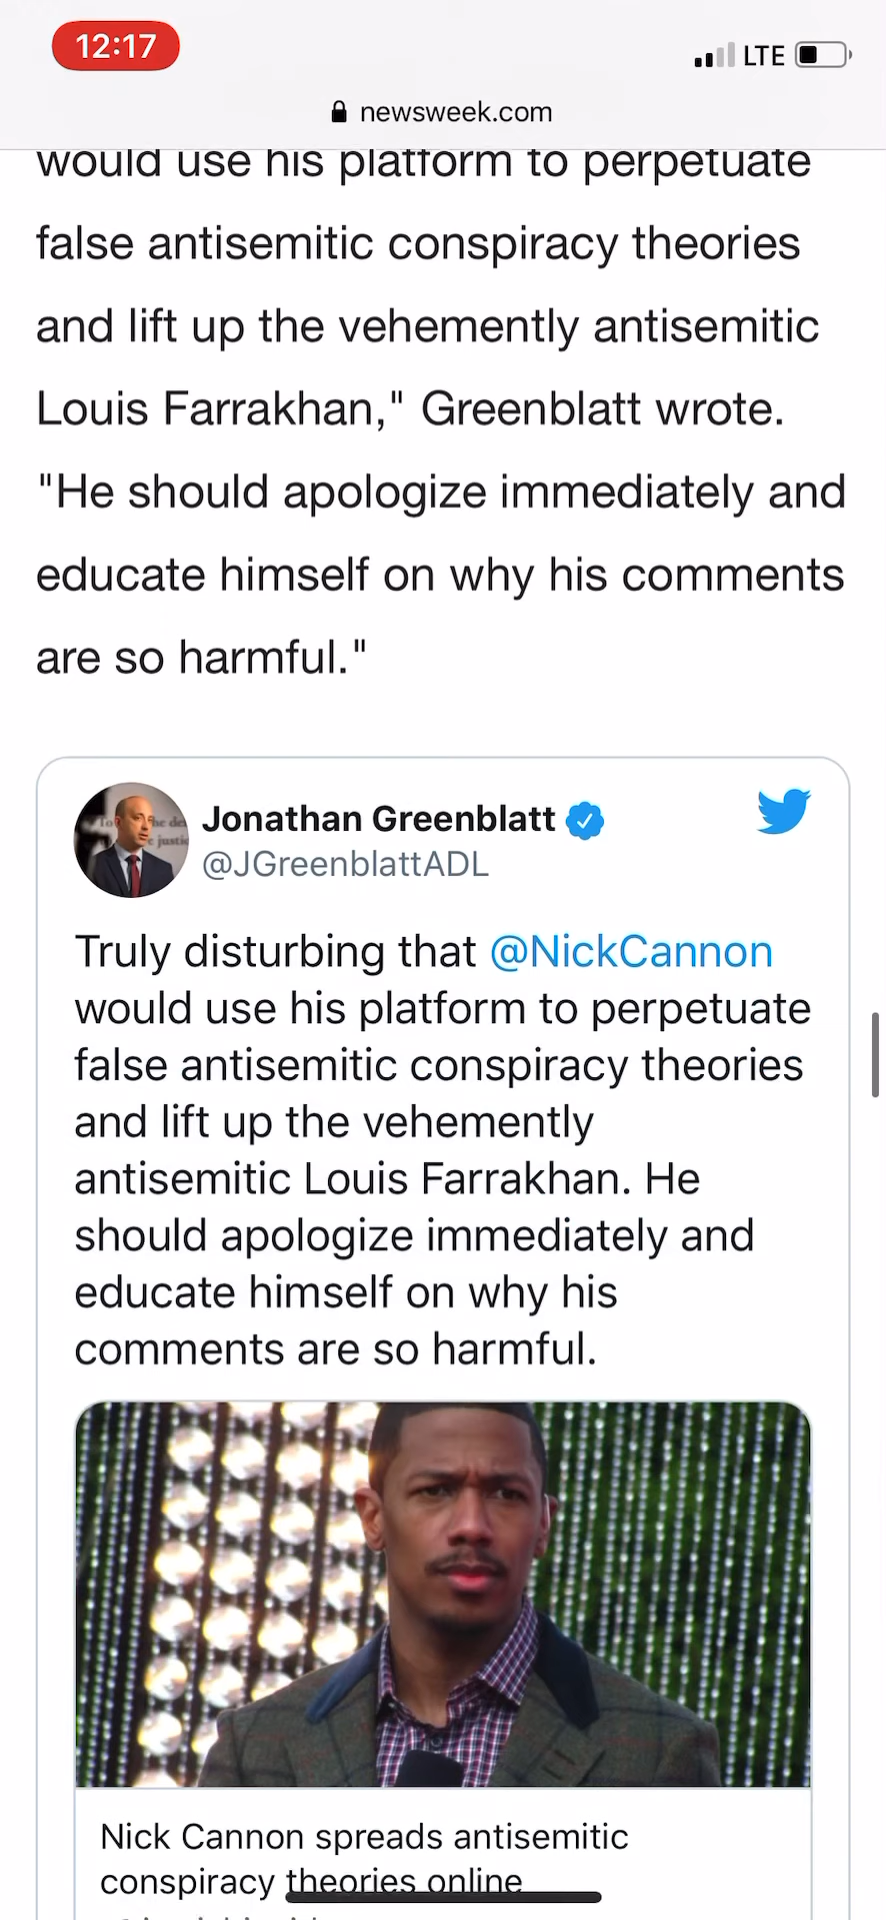 12:17
LTE
newsweek.com
would use his platform to perpetuate
false antisemitic conspiracy theories
and lift up the vehemently antisemitic
Louis Farrakhan," Greenblatt wrote.
"He should apologize immediately and
educate himself on why his comments
are so harmful."
Jonathan Greenblatt
@JGreenblattADL
Truly disturbing that @NickCannon
would use his platform to perpetuate
false antisemitic conspiracy theories
and lift up the vehemently
antisemitic Louis Farrakhan. He
should apologize immediately and
educate himself on why his
comments are so harmful.
Nick Cannon spreads antisemitic
conspiracy theories online